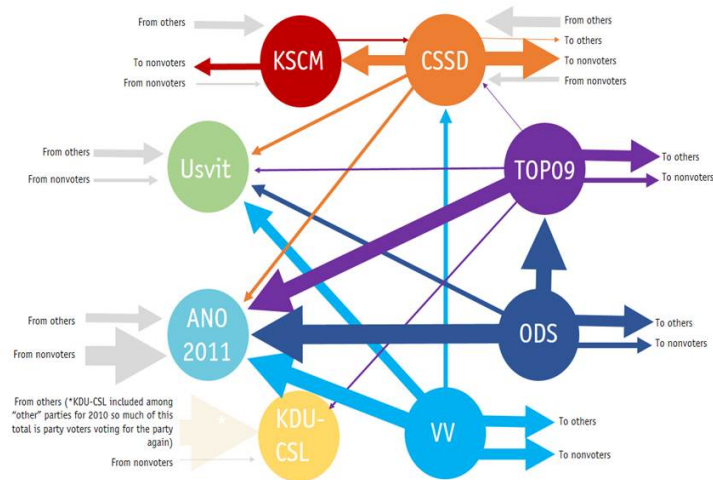 From others
From others
To others
To nonvoters
KSCM
CSSD
To nonvoters
From nonvoters
From nonvoters
From others
Usvit
From nonvoters
TOP09
To others
To nonvoters
From others
ANO
2011
From nonvoters
ODS
To others
To nonvoters
From others (*KDU-CSL included among
"other" parties for 2010 so much of this
total is party voters voting for the party
again)
*
KDU-
CSL
From nonvoters
VV
To others
To nonvoters